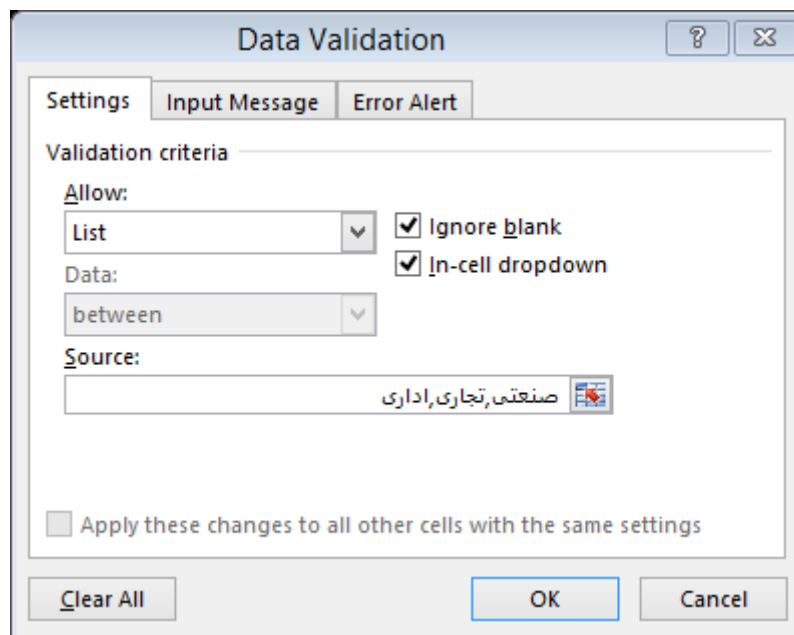 Data Validation
Settings Input Message Error Alert
Validation criteria
Allow:
List
Ignore blank
Data:
In-cell dropdown
between
Source:
صنعتی,تجاری,اداری
Apply these changes to all other cells with the same settings
Clear All OK Cancel